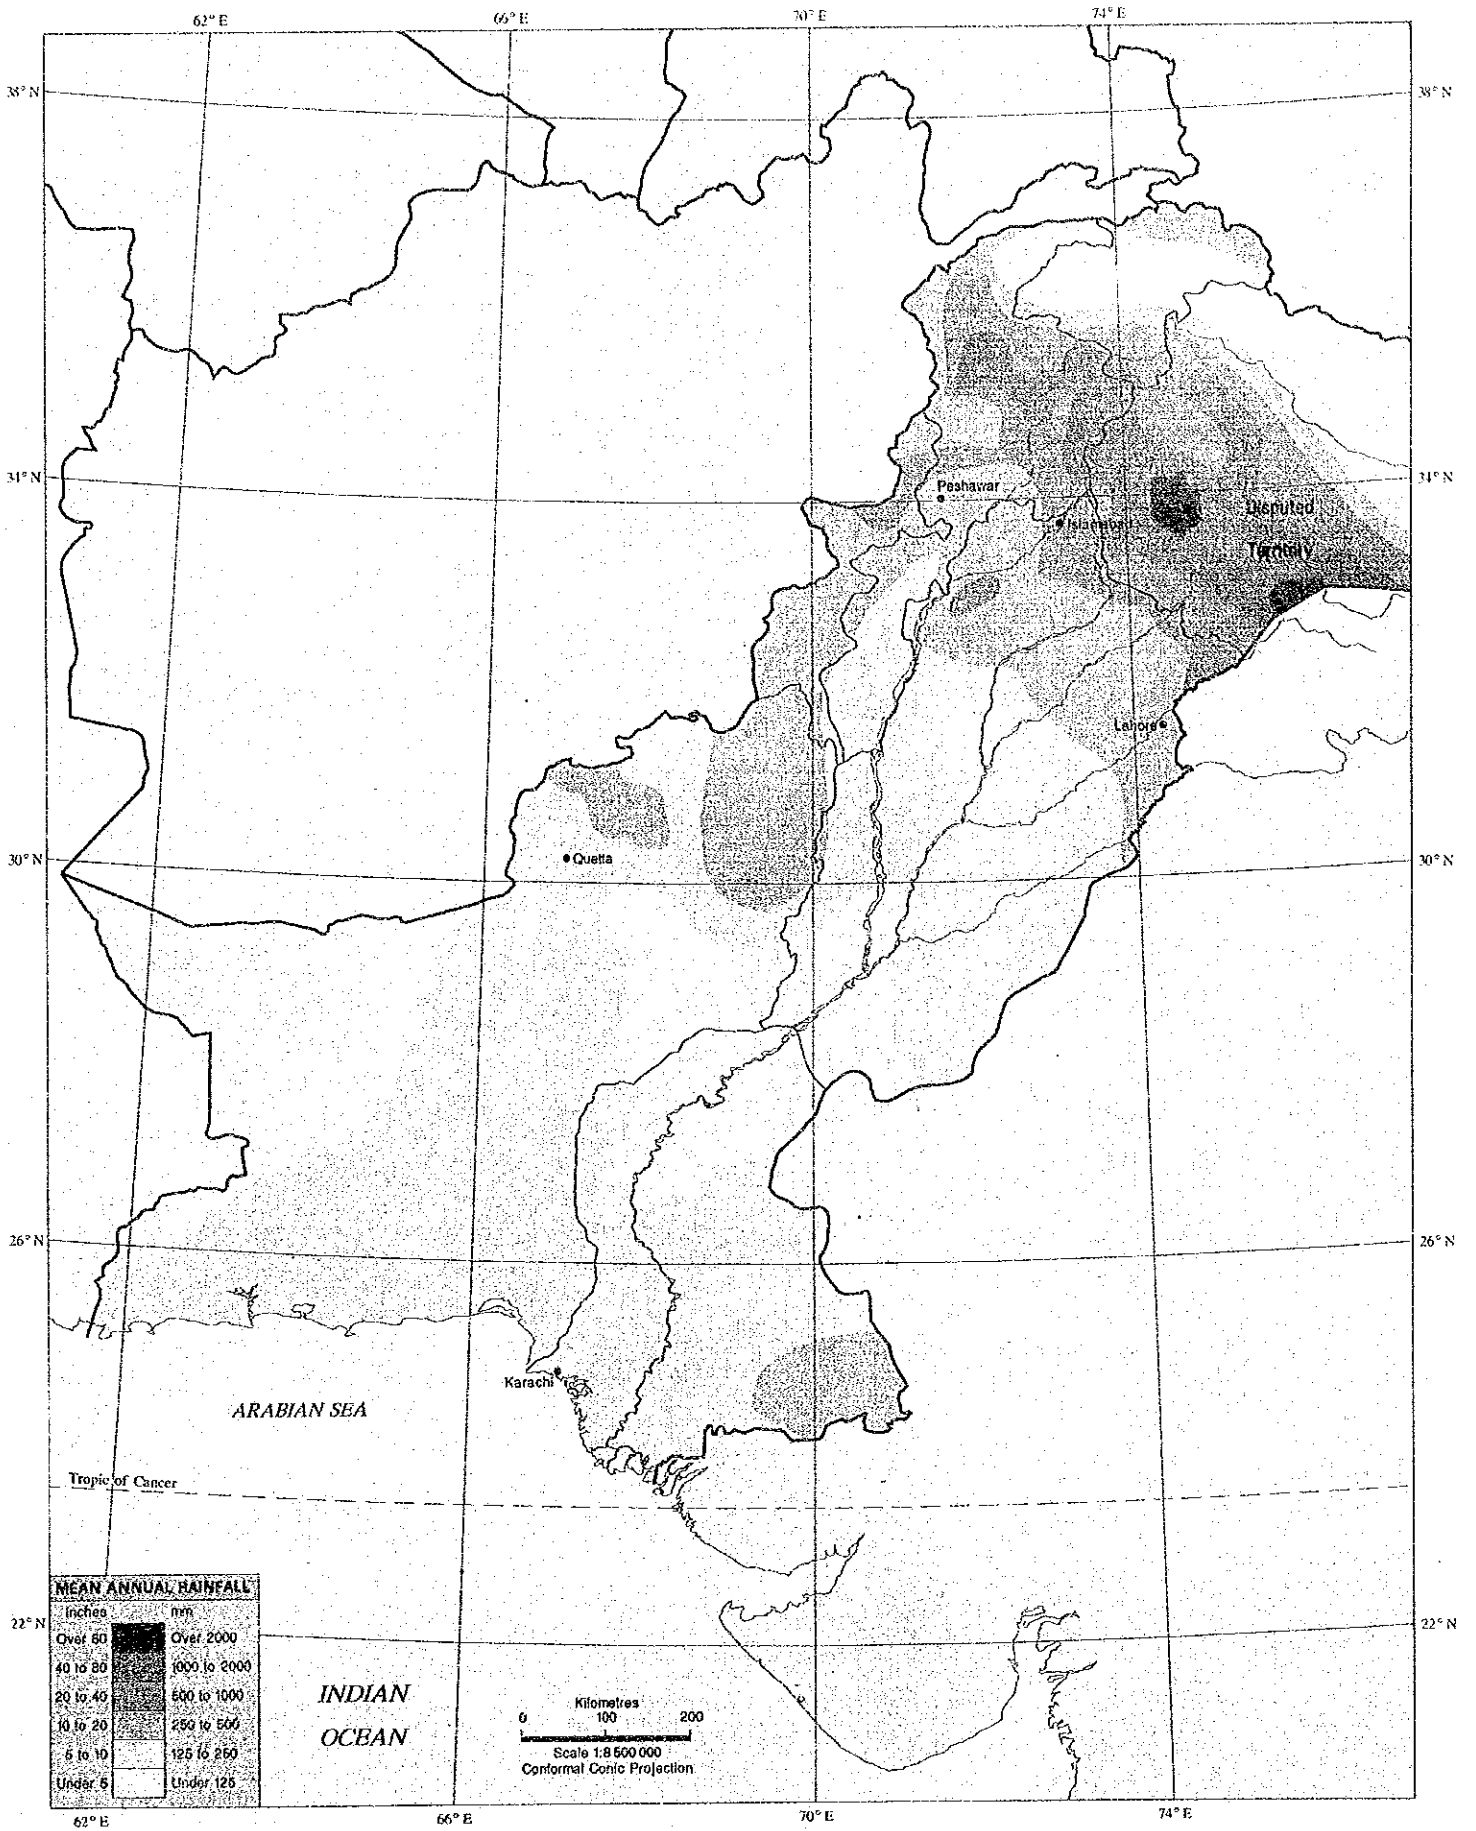 62° E 66° E 70° E 74° E
38° N 38° N
34° N 34° N
Peshawar
Islamabad
Disputed
Territory
Lahore
30° N 30° N
Quetta
26° N 26° N
Karachi
ARABIAN SEA
Tropic of Cancer
MEAN ANNUAL RAINFALL
inches mm
Over 80 Over 2000
40 to 80 1000 to 2000
20 to 40 500 to 1000
10 to 20 250 to 500
5 to 10 125 to 250
Under 5 Under 125
22° N 22° N
INDIAN
OCEAN
Kilometres
0 100 200
Scale 1:8 500 000
Conformal Conic Projection
62° E 66° E 70° E 74° E